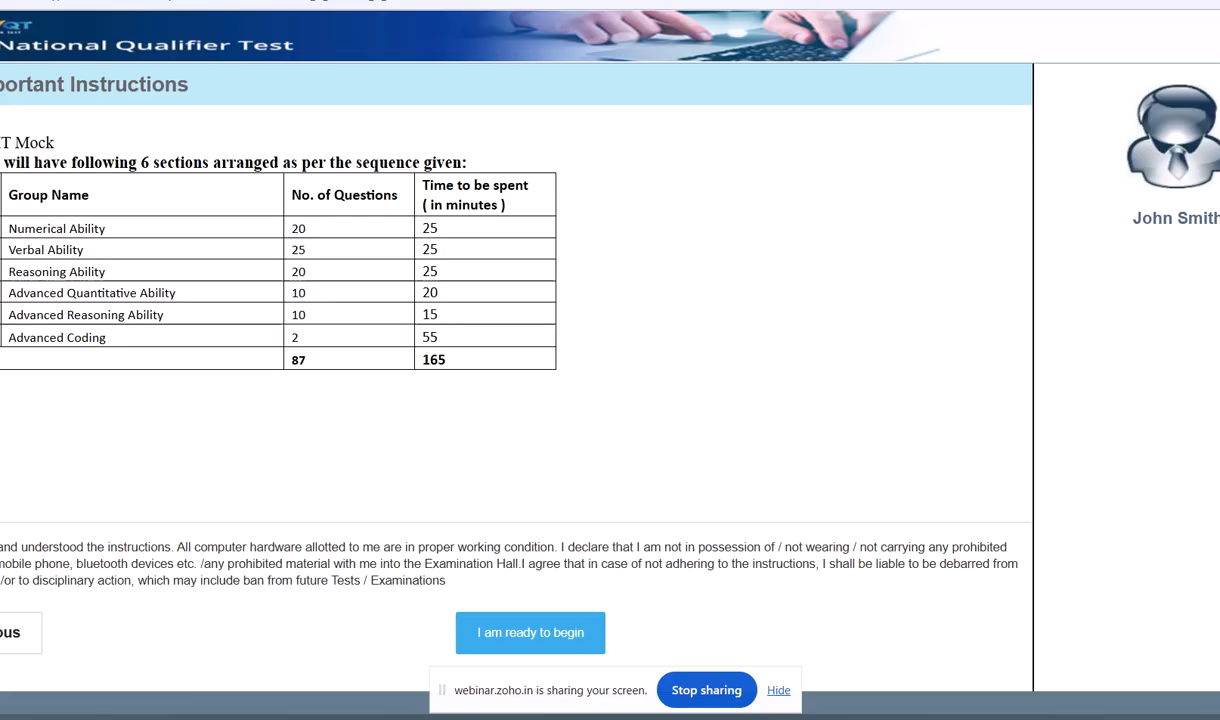 QT
National Qualifier Test
portant Instructions
T Mock
will have following 6 sections arranged as per the sequence given:
Group Name No. of Questions Time to be spent
( in minutes )
Numerical Ability 20 25
Verbal Ability 25 25
Reasoning Ability 20 25
Advanced Quantitative Ability 10 20
Advanced Reasoning Ability 10 15
Advanced Coding 2 55
87 165
John Smith
and understood the instructions. All computer hardware allotted to me are in proper working condition. I declare that I am not in possession of / not wearing / not carrying any prohibited
mobile phone, bluetooth devices etc. /any prohibited material with me into the Examination Hall.I agree that in case of not adhering to the instructions, I shall be liable to be debarred from
/or to disciplinary action, which may include ban from future Tests / Examinations
ous
I am ready to begin
webinar.zoho.in is sharing your screen. Stop sharing Hide